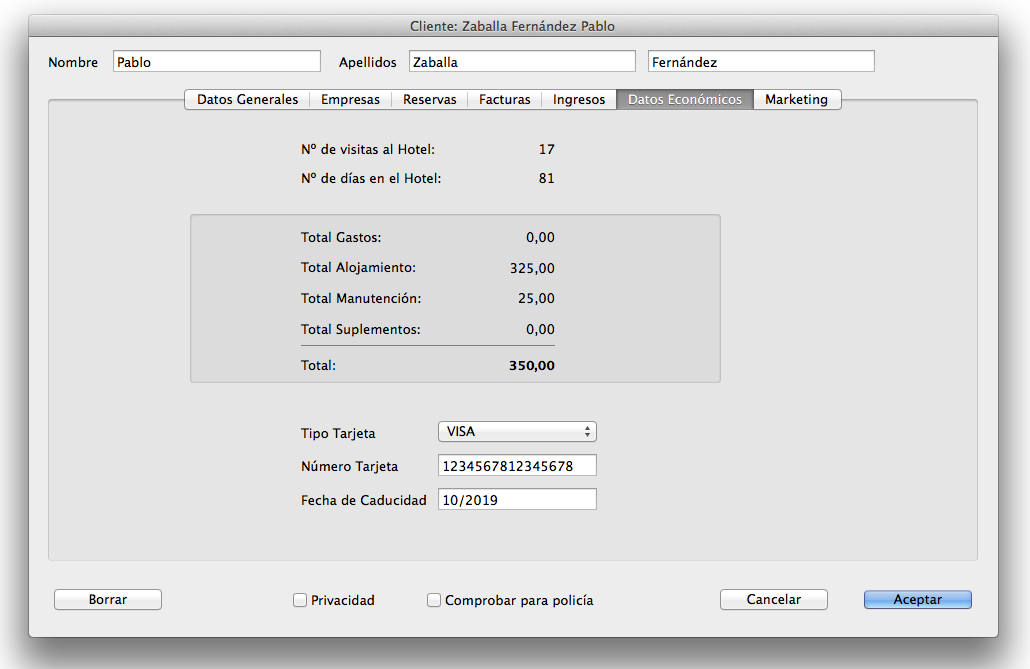 Cliente: Zaballa Fernández Pablo
Nombre Pablo Apellidos Zaballa Fernández
Datos Generales Empresas Reservas Facturas Ingresos Datos Económicos Marketing
Nº de visitas al Hotel: 17
Nº de días en el Hotel: 81
Total Gastos: 0,00
Total Alojamiento: 325,00
Total Manutención: 25,00
Total Suplementos: 0,00
Total: 350,00
Tipo Tarjeta VISA
Número Tarjeta 1234567812345678
Fecha de Caducidad 10/2019
Borrar Privacidad Comprobar para policía Cancelar Aceptar